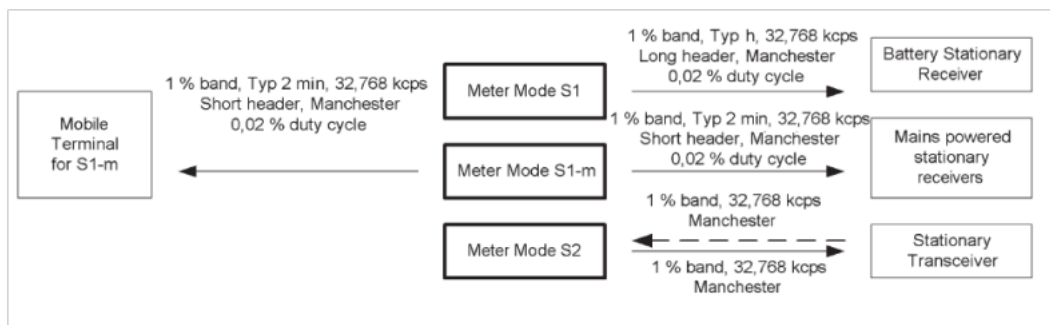 1 % band, Typ h, 32,768 kcps
Long header, Manchester
0,02 % duty cycle
Battery Stationary
Receiver
1 % band, Typ 2 min, 32,768 kcps
Short header, Manchester
0,02 % duty cycle
Meter Mode S1
Mobile
Terminal
for S1-m
1 % band, Typ 2 min, 32,768 kcps
Short header, Manchester
0,02 % duty cycle
Mains powered
stationary
receivers
Meter Mode S1-m
1 % band, 32,768 kcps
Manchester
Meter Mode S2
Stationary
Transceiver
1 % band, 32,768 kcps
Manchester